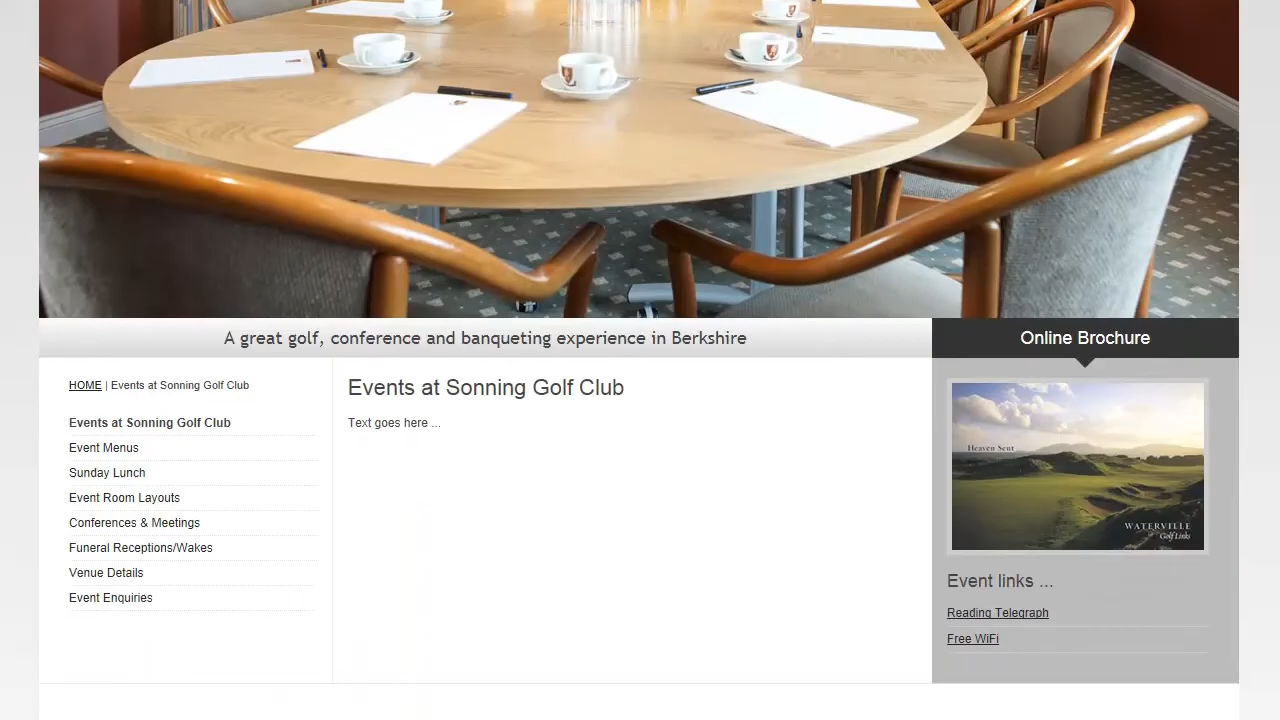 A great golf, conference and banqueting experience in Berkshire
Online Brochure
HOME | Events at Sonning Golf Club
Events at Sonning Golf Club
Event Menus
Sunday Lunch
Event Room Layouts
Conferences & Meetings
Funeral Receptions/Wakes
Venue Details
Event Enquiries
Events at Sonning Golf Club
Text goes here ...
Heaven Sent
WATERVILLE
Golf Links
Event links ...
Reading Telegraph
Free WiFi